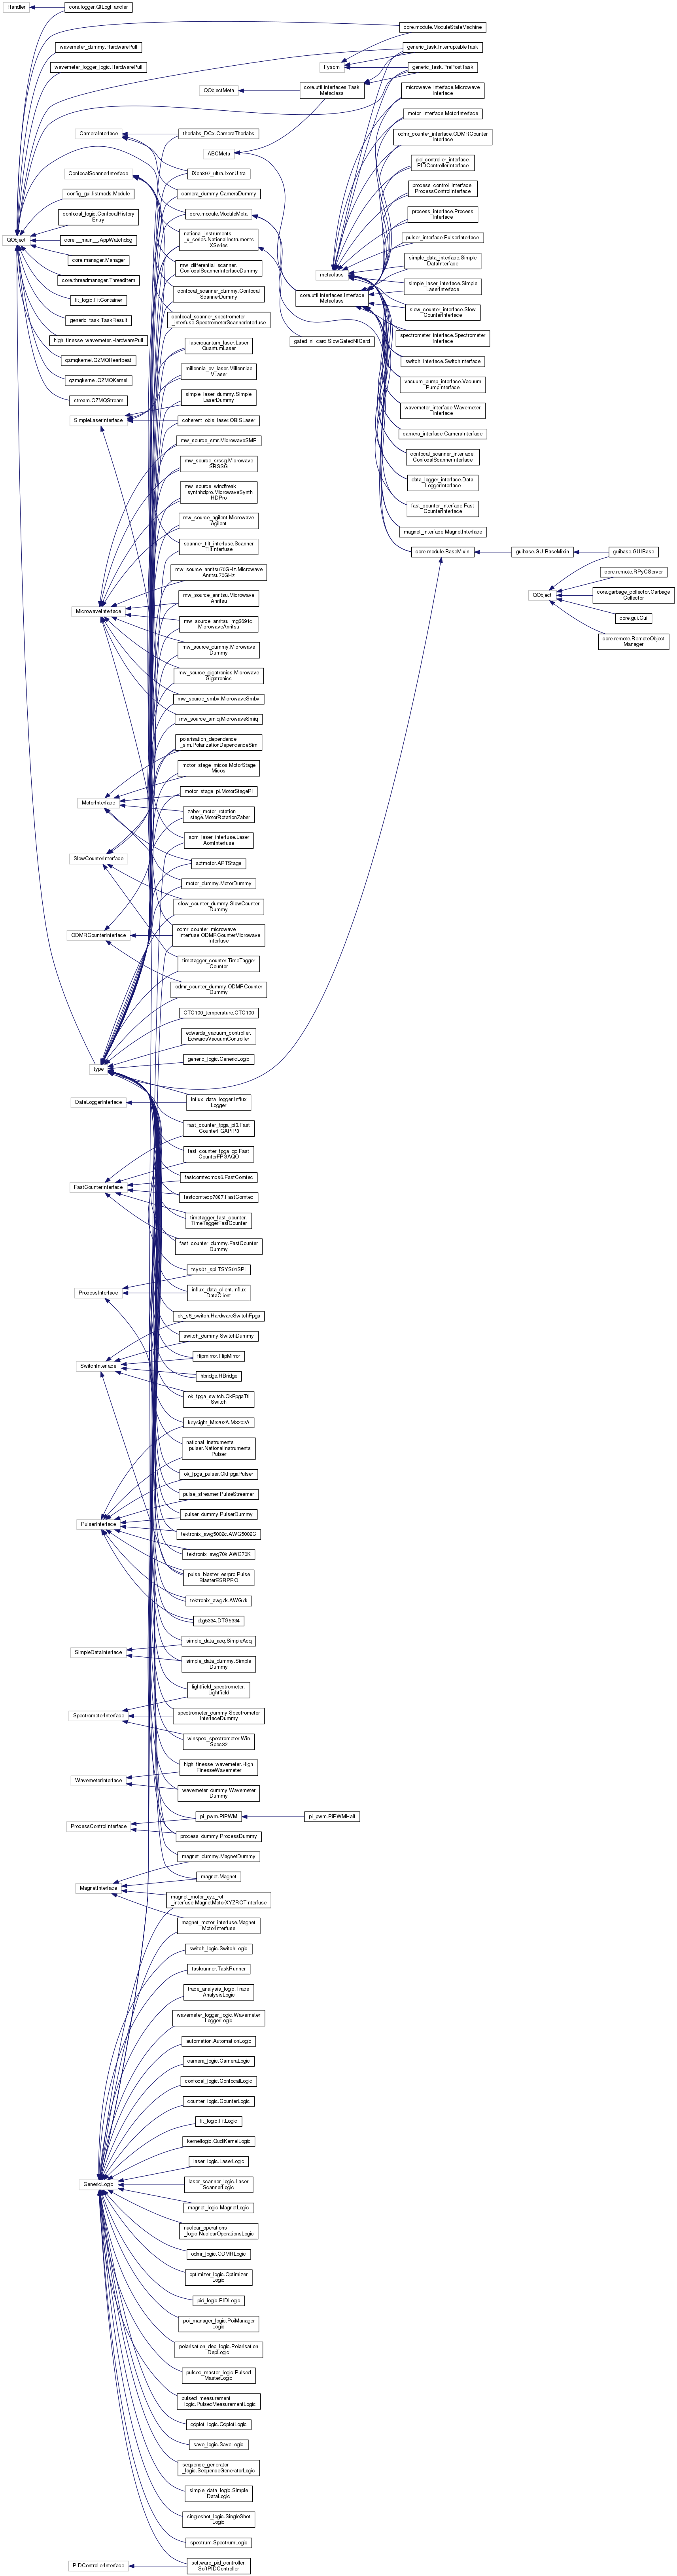 Handler
core.logger.QtLogHandler
core.module.ModuleStateMachine
wavemeter_dummy.HardwarePull
generic_task.InterruptableTask
wavemeter_logger_logic.HardwarePull
Fysom
generic_task.PrePostTask
QObjectMeta
core.util.interfaces.Task
Metaclass
microwave_interface.Microwave
Interface
motor_interface.MotorInterface
CameraInterface
thorlabs_DCx.CameraThorlabs
odmr_counter_interface.ODMRCounter
Interface
ABCMeta
pid_controller_interface.
PIDControllerInterface
ConfocalScannerInterface
iXon897_ultra.IxonUltra
process_control_interface.
ProcessControlInterface
config_gui.listmods.Module
camera_dummy.CameraDummy
confocal_logic.ConfocalHistory
Entry
core.module.ModuleMeta
process_interface.Process
Interface
QObject
core.__main__.AppWatchdog
national_instruments
_x_series.NationalInstruments
XSeries
pulser_interface.PulserInterface
core.manager.Manager
mw_differential_scanner.
ConfocalScannerInterfaceDummy
simple_data_interface.Simple
DataInterface
metaclass
core.threadmanager.ThreadItem
simple_laser_interface.Simple
LaserInterface
fit_logic.FitContainer
confocal_scanner_dummy.Confocal
ScannerDummy
core.util.interfaces.Interface
Metaclass
slow_counter_interface.Slow
CounterInterface
generic_task.TaskResult
confocal_scanner_spectrometer
_interfuse.SpectrometerScannerInterfuse
spectrometer_interface.Spectrometer
Interface
high_finesse_wavemeter.HardwarePull
laserquantum_laser.Laser
QuantumLaser
gated_ni_card.SlowGatedNICard
qzmqkernel.QZMQHeartbeat
switch_interface.SwitchInterface
millennia_ev_laser.Millenniae
VLaser
qzmqkernel.QZMQKernel
vacuum_pump_interface.Vacuum
PumpInterface
stream.QZMQStream
simple_laser_dummy.Simple
LaserDummy
wavemeter_interface.Wavemeter
Interface
SimpleLaserInterface
coherent_obis_laser.OBISLaser
camera_interface.CameraInterface
mw_source_smr.MicrowaveSMR
confocal_scanner_interface.
ConfocalScannerInterface
mw_source_srssg.Microwave
SRSSG
data_logger_interface.Data
LoggerInterface
mw_source_windfreak
_synthhdpro.MicrowaveSynth
HDPro
fast_counter_interface.Fast
CounterInterface
mw_source_agilent.Microwave
Agilent
magnet_interface.MagnetInterface
scanner_tilt_interfuse.Scanner
TiltInterfuse
core.module.BaseMixin
guibase.GUIBaseMixin
guibase.GUIBase
mw_source_anritsu70GHz.Microwave
Anritsu70GHz
core.remote.RPyCServer
mw_source_anritsu.Microwave
Anritsu
QObject
core.garbage_collector.Garbage
Collector
MicrowaveInterface
mw_source_anritsu_mg3691c.
MicrowaveAnritsu
core.gui.Gui
mw_source_dummy.Microwave
Dummy
core.remote.RemoteObject
Manager
mw_source_gigatronics.Microwave
Gigatronics
mw_source_smbv.MicrowaveSmbv
mw_source_smiq.MicrowaveSmiq
polarisation_dependence
_sim.PolarizationDependenceSim
motor_stage_micos.MotorStage
Micos
motor_stage_pi.MotorStagePI
MotorInterface
zaber_motor_rotation
_stage.MotorRotationZaber
aom_laser_interfuse.Laser
AomInterfuse
SlowCounterInterface
aptmotor.APTStage
motor_dummy.MotorDummy
slow_counter_dummy.SlowCounter
Dummy
ODMRCounterInterface
odmr_counter_microwave
_interfuse.ODMRCounterMicrowave
Interfuse
timetagger_counter.TimeTagger
Counter
odmr_counter_dummy.ODMRCounter
Dummy
CTC100_temperature.CTC100
edwards_vacuum_controller.
EdwardsVacuumController
generic_logic.GenericLogic
type
DataLoggerInterface
influx_data_logger.Influx
Logger
fast_counter_fpga_pi3.Fast
CounterFGAPiP3
fast_counter_fpga_qo.Fast
CounterFPGAQO
fastcomtecmcs6.FastComtec
FastCounterInterface
fastcomtecp7887.FastComtec
timetagger_fast_counter.
TimeTaggerFastCounter
fast_counter_dummy.FastCounter
Dummy
tsys01_spi.TSYS01SPI
ProcessInterface
influx_data_client.Influx
DataClient
ok_s6_switch.HardwareSwitchFpga
switch_dummy.SwitchDummy
flipmirror.FlipMirror
SwitchInterface
hbridge.HBridge
ok_fpga_switch.OkFpgaTtl
Switch
keysight_M3202A.M3202A
national_instruments
_pulser.NationalInstruments
Pulser
ok_fpga_pulser.OkFpgaPulser
pulse_streamer.PulseStreamer
pulser_dummy.PulserDummy
PulserInterface
tektronix_awg5002c.AWG5002C
tektronix_awg70k.AWG70K
pulse_blaster_esrpro.Pulse
BlasterESRPRO
tektronix_awg7k.AWG7k
dtg5334.DTG5334
simple_data_acq.SimpleAcq
SimpleDataInterface
simple_data_dummy.Simple
Dummy
lightfield_spectrometer.
Lightfield
SpectrometerInterface
spectrometer_dummy.Spectrometer
InterfaceDummy
winspec_spectrometer.Win
Spec32
high_finesse_wavemeter.High
FinesseWavemeter
WavemeterInterface
wavemeter_dummy.Wavemeter
Dummy
pi_pwm.PiPWM
pi_pwm.PiPWMHalf
ProcessControlInterface
process_dummy.ProcessDummy
magnet_dummy.MagnetDummy
magnet.Magnet
MagnetInterface
magnet_motor_xyz_rot
_interfuse.MagnetMotorXYZROTInterfuse
magnet_motor_interfuse.Magnet
MotorInterfuse
switch_logic.SwitchLogic
taskrunner.TaskRunner
trace_analysis_logic.Trace
AnalysisLogic
wavemeter_logger_logic.Wavemeter
LoggerLogic
automation.AutomationLogic
camera_logic.CameraLogic
confocal_logic.ConfocalLogic
counter_logic.CounterLogic
fit_logic.FitLogic
kernellogic.QudiKernelLogic
laser_logic.LaserLogic
GenericLogic
laser_scanner_logic.Laser
ScannerLogic
magnet_logic.MagnetLogic
nuclear_operations
_logic.NuclearOperationsLogic
odmr_logic.ODMRLogic
optimizer_logic.Optimizer
Logic
pid_logic.PIDLogic
poi_manager_logic.PoiManager
Logic
polarisation_dep_logic.Polarisation
DepLogic
pulsed_master_logic.Pulsed
MasterLogic
pulsed_measurement
_logic.PulsedMeasurementLogic
qdplot_logic.QdplotLogic
save_logic.SaveLogic
sequence_generator
_logic.SequenceGeneratorLogic
simple_data_logic.Simple
DataLogic
singleshot_logic.SingleShot
Logic
spectrum.SpectrumLogic
PIDControllerInterface
software_pid_controller.
SoftPIDController